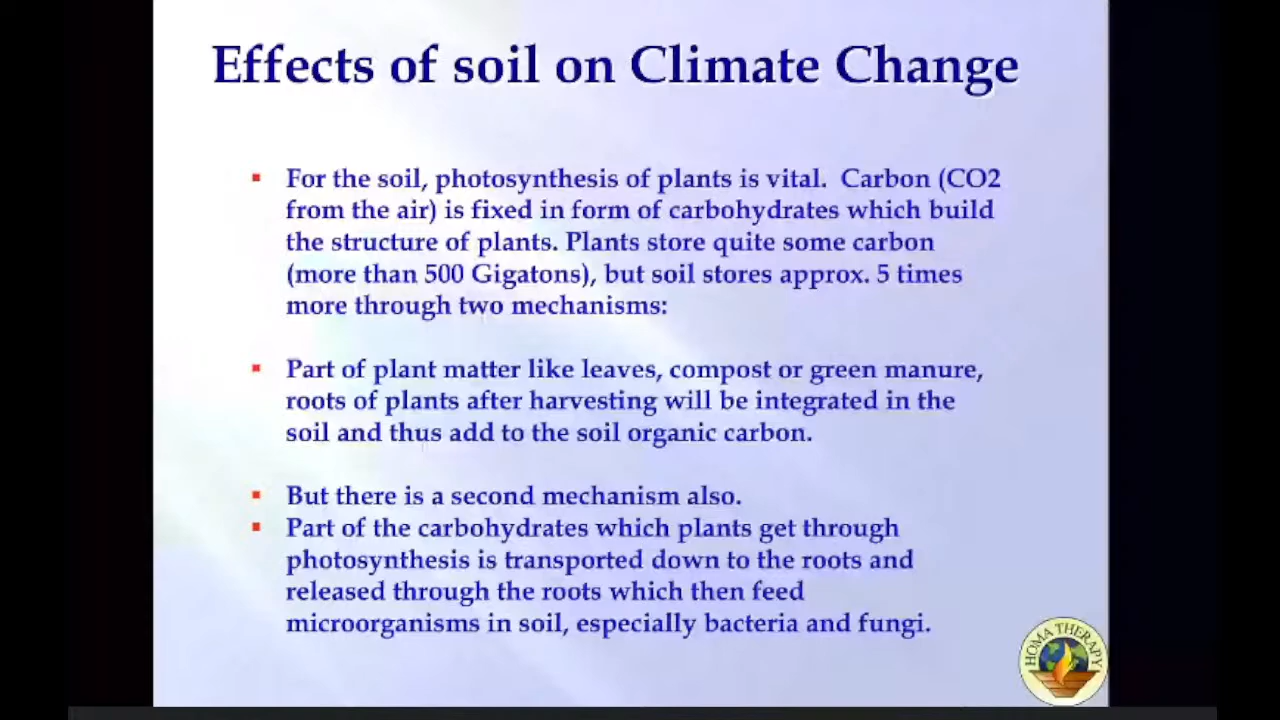 Effects of soil on Climate Change
For the soil, photosynthesis of plants is vital. Carbon (CO2
from the air) is fixed in form of carbohydrates which build
the structure of plants. Plants store quite some carbon
(more than 500 Gigatons), but soil stores approx. 5 times
more through two mechanisms:
Part of plant matter like leaves, compost or green manure,
roots of plants after harvesting will be integrated in the
soil and thus add to the soil organic carbon.
But there is a second mechanism also.
Part of the carbohydrates which plants get through
photosynthesis is transported down to the roots and
released through the roots which then feed
microorganisms in soil, especially bacteria and fungi.
HOMA THERAPY